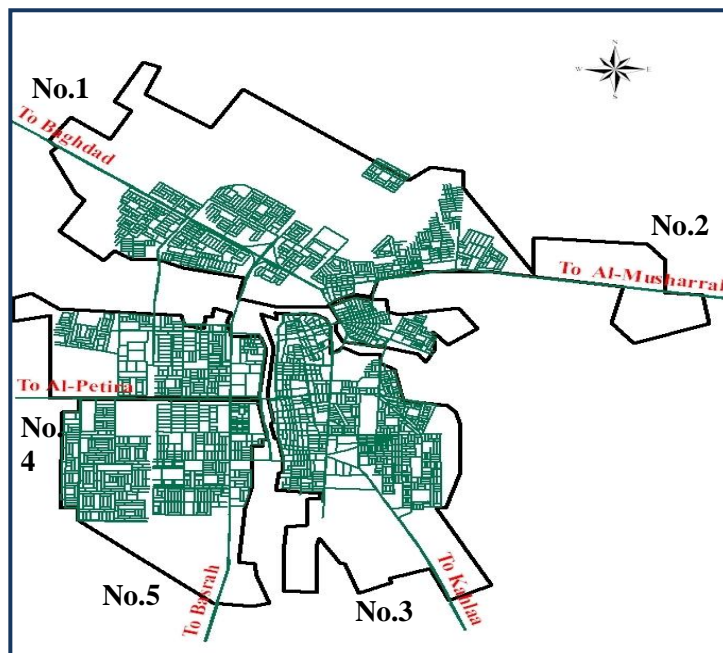 N
W E
S
No.1
To Baghdad
No.2
To Al-Musharrah
To Al-Petira
No.
4
No.5
To Basrah
No.3
To Kahlaa